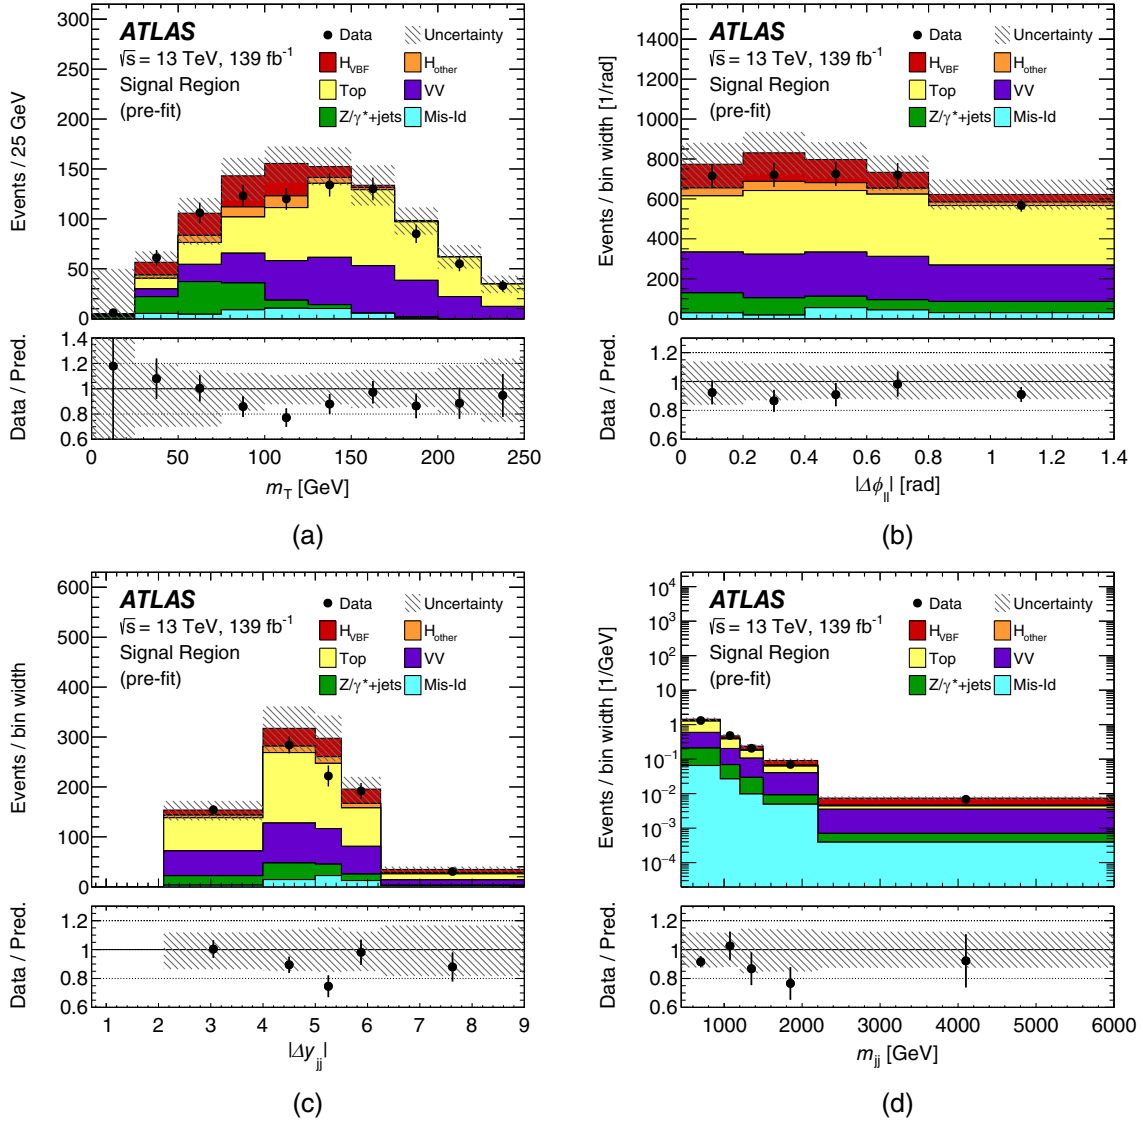 ATLAS
√s = 13 TeV, 139 fb⁻¹
Signal Region
(pre-fit)
Data Uncertainty
H_VBF H_other
Top VV
Z/γ*+jets Mis-Id
Events / 25 GeV
300
250
200
150
100
50
0
Data / Pred.
1.4
1.2
1
0.8
0.6
0 50 100 150 200 250
m_T [GeV]
(a)
ATLAS
√s = 13 TeV, 139 fb⁻¹
Signal Region
(pre-fit)
Data Uncertainty
H_VBF H_other
Top VV
Z/γ*+jets Mis-Id
Events / bin width [1/rad]
1400
1200
1000
800
600
400
200
0
Data / Pred.
1.2
1
0.8
0.6
0 0.2 0.4 0.6 0.8 1 1.2 1.4
|Δϕ_ll| [rad]
(b)
ATLAS
√s = 13 TeV, 139 fb⁻¹
Signal Region
(pre-fit)
Data Uncertainty
H_VBF H_other
Top VV
Z/γ*+jets Mis-Id
Events / bin width
600
500
400
300
200
100
0
Data / Pred.
1.2
1
0.8
0.6
1 2 3 4 5 6 7 8 9
|Δy_jj|
(c)
ATLAS
√s = 13 TeV, 139 fb⁻¹
Signal Region
(pre-fit)
Data Uncertainty
H_VBF H_other
Top VV
Z/γ*+jets Mis-Id
Events / bin width [1/GeV]
10⁴
10³
10²
10
1
10⁻¹
10⁻²
10⁻³
10⁻⁴
Data / Pred.
1.2
1
0.8
0.6
1000 2000 3000 4000 5000 6000
m_jj [GeV]
(d)